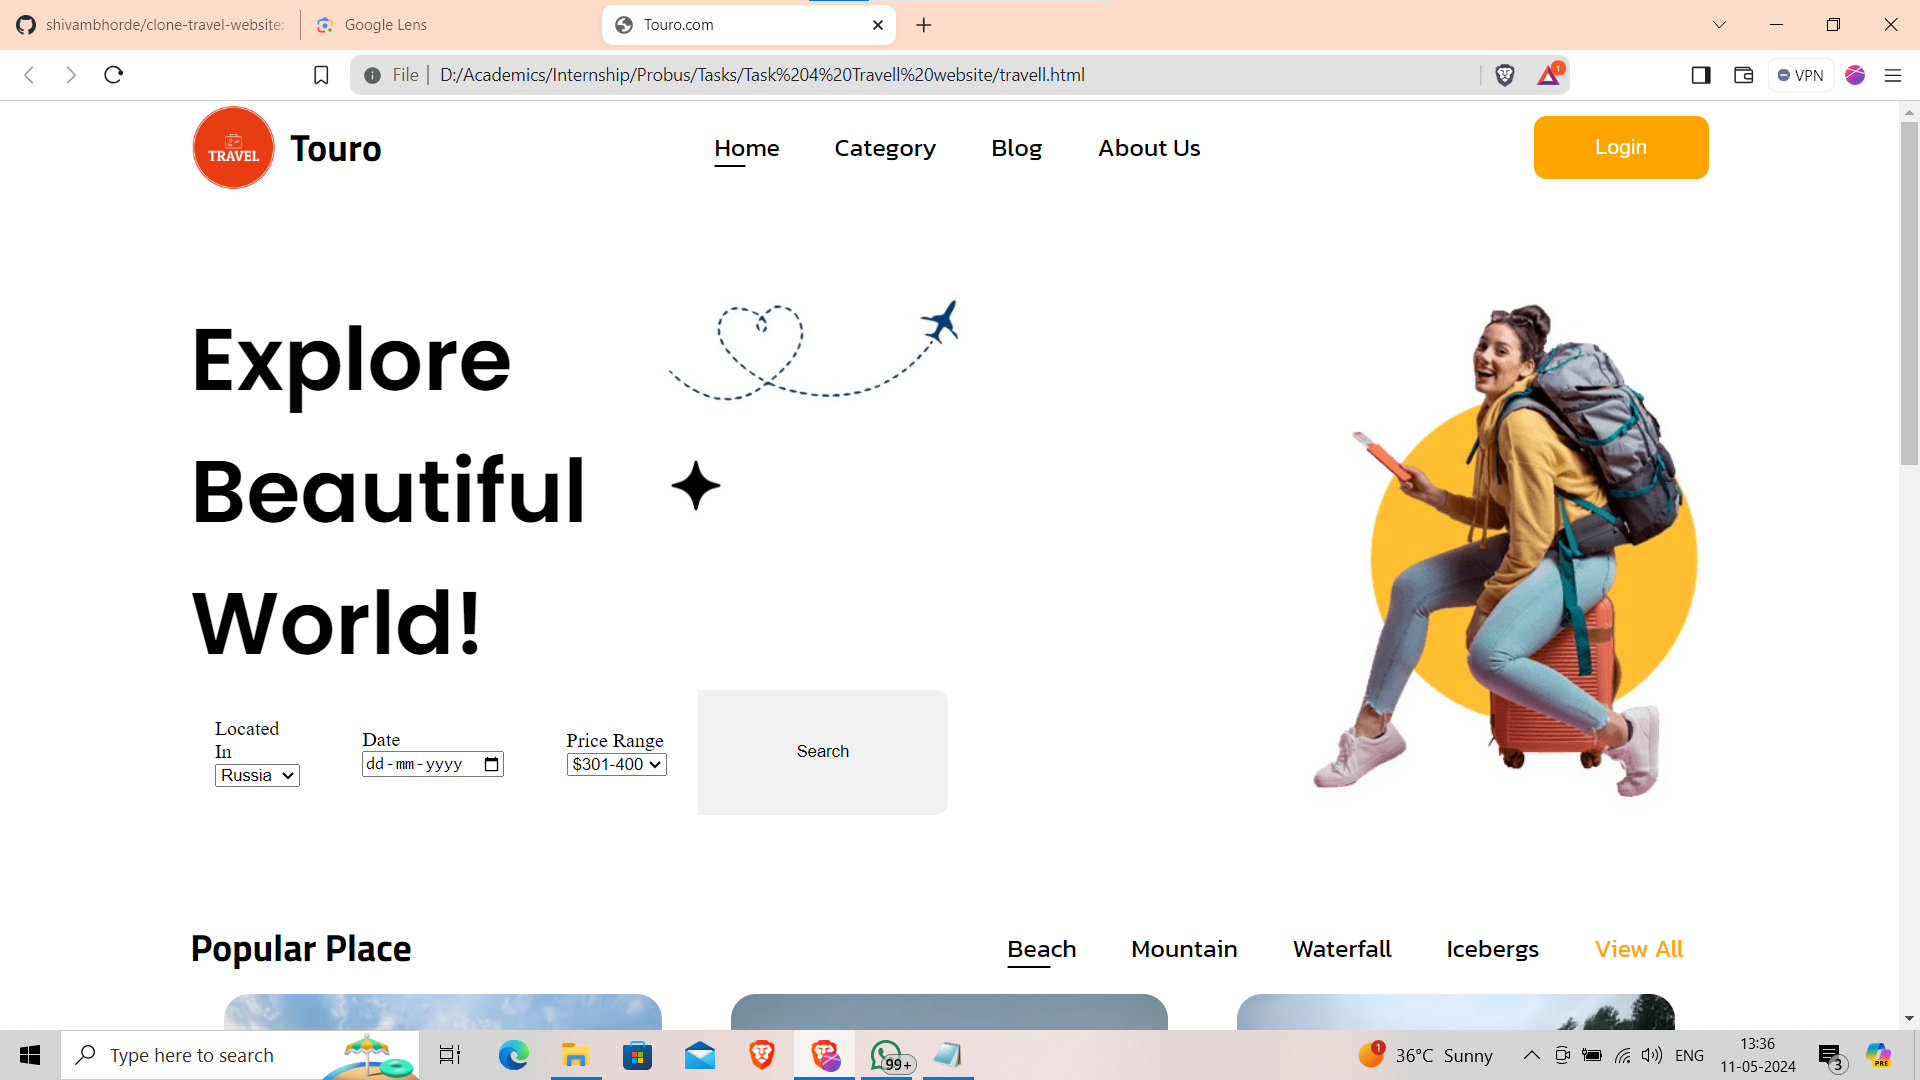 shivambhorde/clone-travel-website:
Google Lens
Touro.com
File
D:/Academics/Internship/Probus/Tasks/Task%204%20Travell%20website/travell.html
1
VPN
TRAVEL
Touro
Home
Category
Blog
About Us
Login
Explore
Beautiful
World!
Located
In
Russia
Date
dd-mm-yyyy
Price Range
$301-400
Search
Popular Place
Beach
Mountain
Waterfall
Icebergs
View All
Type here to search
99+
1
36°C Sunny
ENG
13:36
11-05-2024
3
PRE